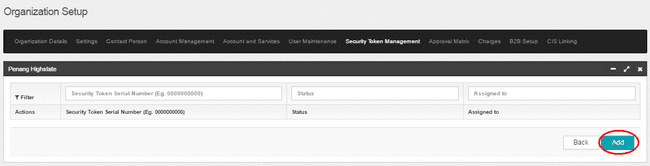 Organization Setup
Organization Details Settings Contact Person Account Management Account and Services User Maintenance Security Token Management Approval Matrix Charges B2B Setup CIS Linking
Penang Highstate
Filter Security Token Serial Number (Eg. 0000000000) Status Assigned to
Actions Security Token Serial Number (Eg. 0000000000) Status Assigned to
Back Add